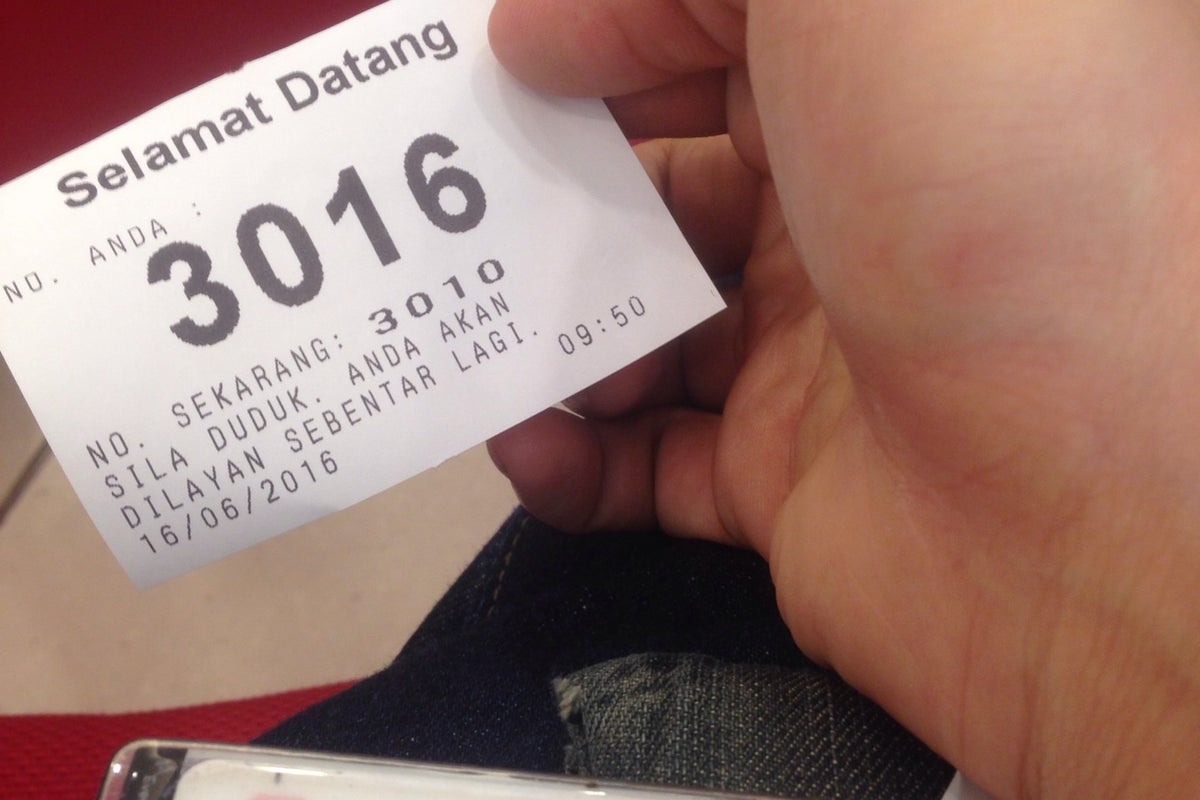 Selamat Datang
NO. ANDA :
3016
NO. SEKARANG: 3010
SILA DUDUK. ANDA AKAN
DILAYAN SEBENTAR LAGI.
16/06/2016 09:50